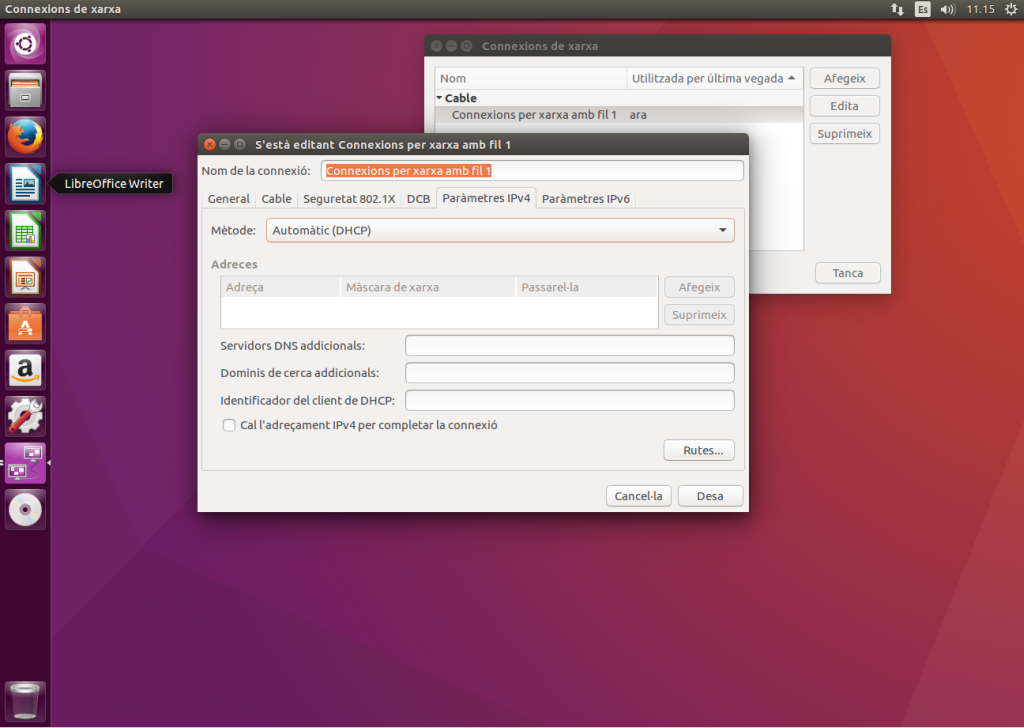 Connexions de xarxa
Es
11.15
Connexions de xarxa
Nom
Utilitzada per última vegada
Afegeix
Cable
Edita
Connexions per xarxa amb fil 1 ara
Suprimeix
Tanca
S'està editant Connexions per xarxa amb fil 1
Nom de la connexió: Connexions per xarxa amb fil 1
LibreOffice Writer
General Cable Seguretat 802.1X DCB Paràmetres IPv4 Paràmetres IPv6
Mètode: Automàtic (DHCP)
Adreces
Adreça Màscara de xarxa Passarel·la
Afegeix
Suprimeix
Servidors DNS addicionals:
Dominis de cerca addicionals:
Identificador del client de DHCP:
Cal l'adreçament IPv4 per completar la connexió
Rutes...
Cancel·la Desa